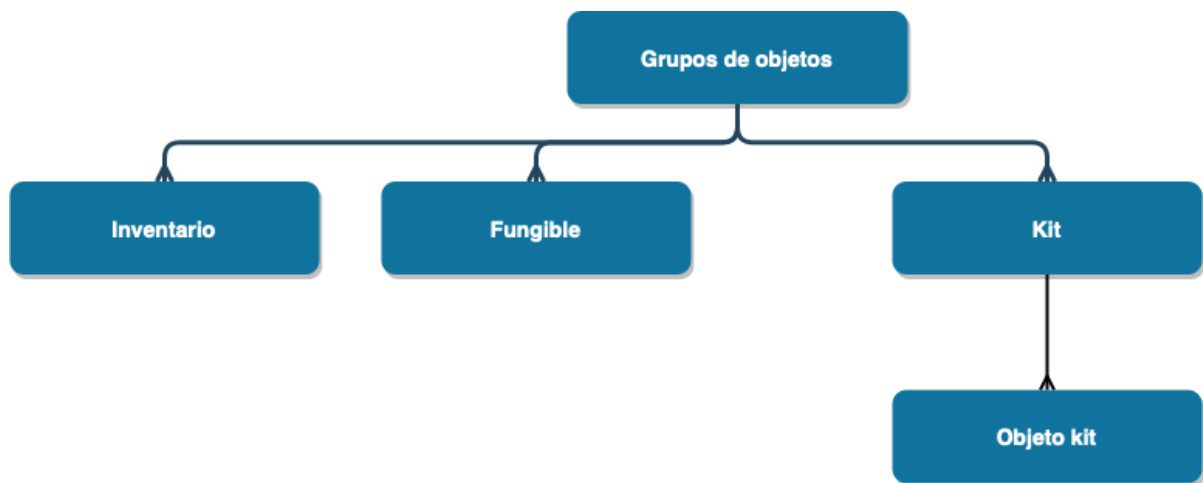 Grupos de objetos
Inventario
Fungible
Kit
Objeto kit